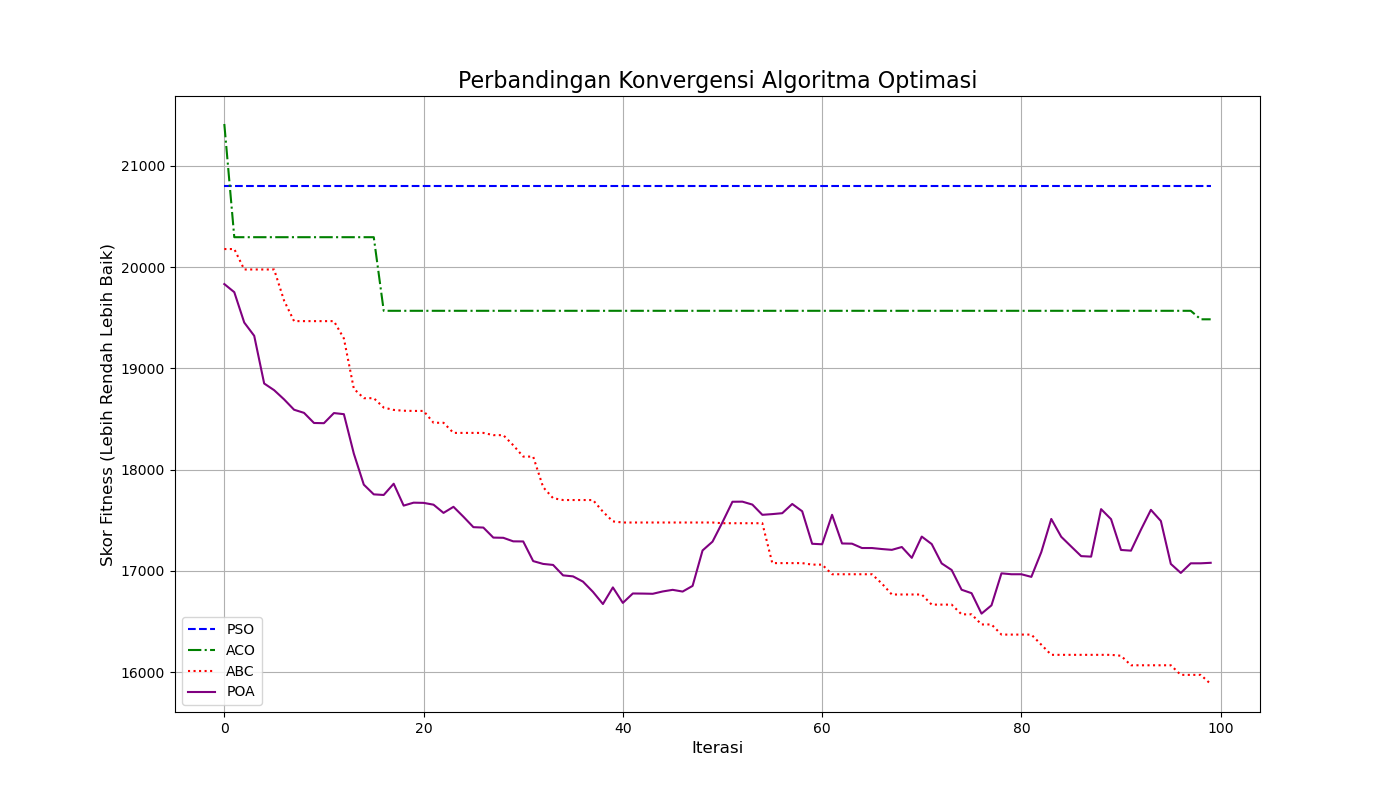 Perbandingan Konvergensi Algoritma Optimasi
Skor Fitness (Lebih Rendah Lebih Baik)
21000
20000
19000
18000
17000
16000
PSO
ACO
ABC
POA
0 20 40 60 80 100
Iterasi